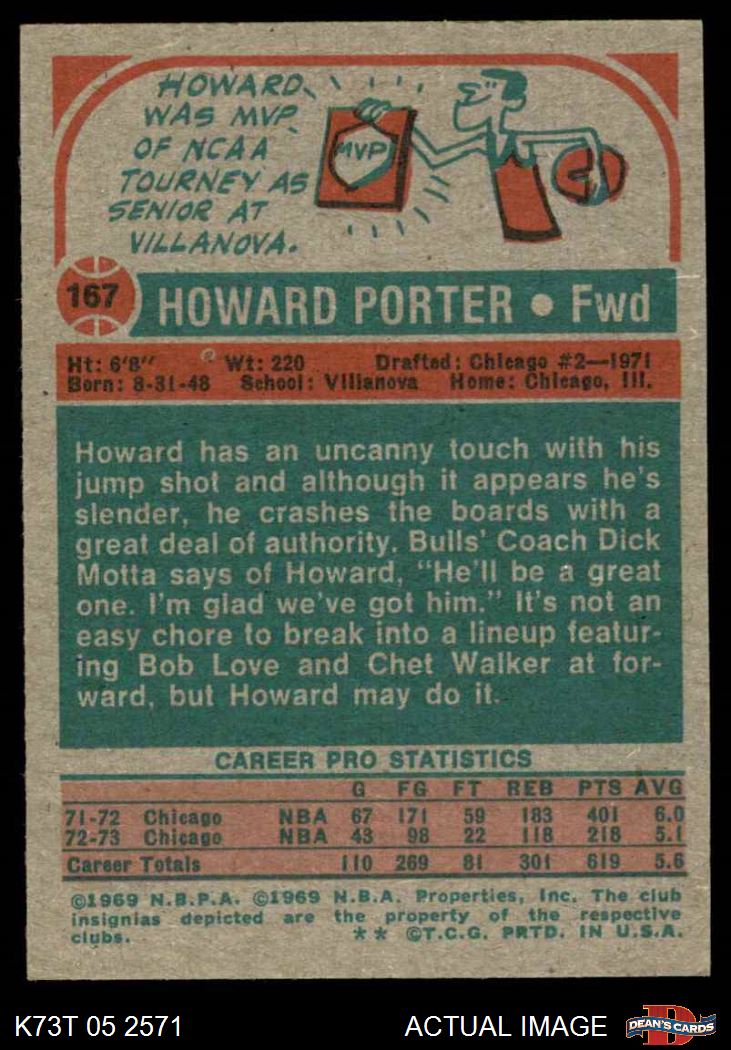 HOWARD
WAS MVP
OF NCAA
TOURNEY AS
SENIOR AT
VILLANOVA.
MVP
167
HOWARD PORTER • Fwd
Ht: 6'8" Wt: 220 Drafted: Chicago #2—1971
Born: 8-31-48 School: Villanova Home: Chicago, Ill.
Howard has an uncanny touch with his
jump shot and although it appears he's
slender, he crashes the boards with a
great deal of authority. Bulls' Coach Dick
Motta says of Howard, "He'll be a great
one. I'm glad we've got him." It's not an
easy chore to break into a lineup featur-
ing Bob Love and Chet Walker at for-
ward, but Howard may do it.
CAREER PRO STATISTICS
G FG FT REB PTS AVG
71-72 Chicago NBA 67 171 59 183 401 6.0
72-73 Chicago NBA 43 98 22 118 218 5.1
Career Totals 110 269 81 301 619 5.6
©1969 N.B.P.A. ©1969 N.B.A. Properties, Inc. The club
insignias depicted are the property of the respective
clubs. ** ©T.C.G. PRTD. IN U.S.A.
K73T 05 2571 ACTUAL IMAGE
D
DEAN'S CARDS